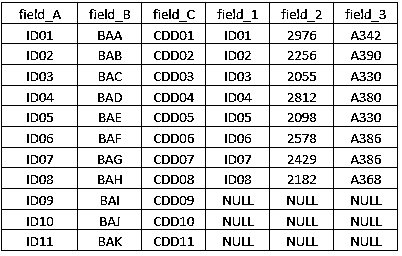 field_A field_B field_C field_1 field_2 field_3
ID01 BAA CDD01 ID01 2976 A342
ID02 BAB CDD02 ID02 2256 A390
ID03 BAC CDD03 ID03 2055 A330
ID04 BAD CDD04 ID04 2812 A380
ID05 BAE CDD05 ID05 2098 A330
ID06 BAF CDD06 ID06 2578 A386
ID07 BAG CDD07 ID07 2429 A386
ID08 BAH CDD08 ID08 2182 A368
ID09 BAI CDD09 NULL NULL NULL
ID10 BAJ CDD10 NULL NULL NULL
ID11 BAK CDD11 NULL NULL NULL